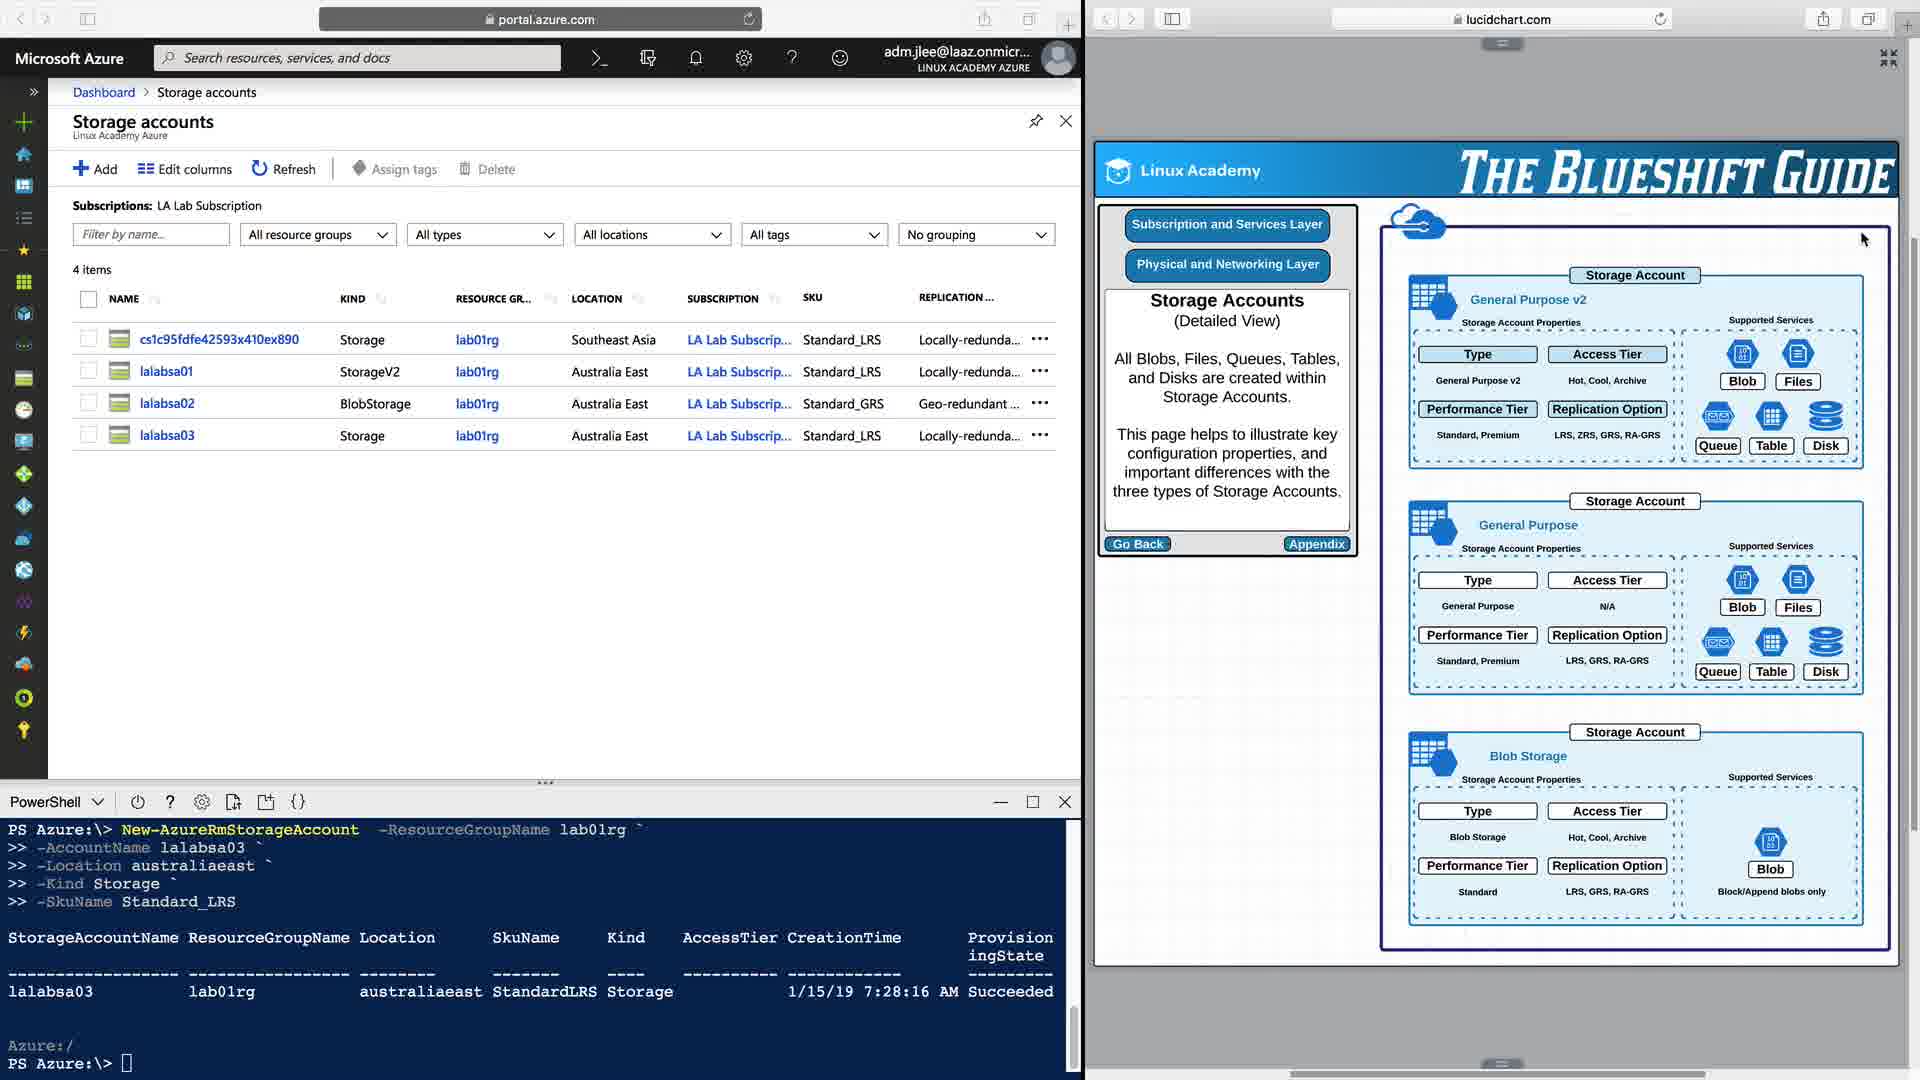 portal.azure.com
Microsoft Azure
Search resources, services, and docs
adm.jlee@laaz.onmicr...
LINUX ACADEMY AZURE
Dashboard > Storage accounts
Storage accounts
Linux Academy Azure
Add
Edit columns
Refresh
Assign tags
Delete
Subscriptions: LA Lab Subscription
Filter by name...
All resource groups
All types
All locations
All tags
No grouping
4 items
NAME KIND RESOURCE GR... LOCATION SUBSCRIPTION SKU REPLICATION ...
cs1c95fdfe42593x410ex890 Storage lab01rg Southeast Asia LA Lab Subscrip... Standard_LRS Locally-redunda... ...
lalabsa01 StorageV2 lab01rg Australia East LA Lab Subscrip... Standard_LRS Locally-redunda... ...
lalabsa02 BlobStorage lab01rg Australia East LA Lab Subscrip... Standard_GRS Geo-redundant ... ...
lalabsa03 Storage lab01rg Australia East LA Lab Subscrip... Standard_LRS Locally-redunda... ...
PowerShell
PS Azure:\> New-AzureRmStorageAccount -ResourceGroupName lab01rg `
>> -AccountName lalabsa03 `
>> -Location australiaeast `
>> -Kind Storage `
>> -SkuName Standard_LRS
StorageAccountName ResourceGroupName Location SkuName Kind AccessTier CreationTime Provision
ingState
------------------ ----------------- -------- ------- ---- ---------- ------------ ---------
lalabsa03 lab01rg australiaeast StandardLRS Storage 1/15/19 7:28:16 AM Succeeded
Azure:/
PS Azure:\>
lucidchart.com
Linux Academy
THE BLUESHIFT GUIDE
Subscription and Services Layer
Physical and Networking Layer
Storage Accounts
(Detailed View)
All Blobs, Files, Queues, Tables,
and Disks are created within
Storage Accounts.
This page helps to illustrate key
configuration properties, and
important differences with the
three types of Storage Accounts.
Go Back
Appendix
Storage Account
General Purpose v2
Storage Account Properties
Supported Services
Type
Access Tier
General Purpose v2
Hot, Cool, Archive
Performance Tier
Replication Option
Standard, Premium
LRS, ZRS, GRS, RA-GRS
Blob
Files
Queue
Table
Disk
Storage Account
General Purpose
Storage Account Properties
Supported Services
Type
Access Tier
General Purpose
N/A
Performance Tier
Replication Option
Standard, Premium
LRS, GRS, RA-GRS
Blob
Files
Queue
Table
Disk
Storage Account
Blob Storage
Storage Account Properties
Supported Services
Type
Access Tier
Blob Storage
Hot, Cool, Archive
Performance Tier
Replication Option
Standard
LRS, GRS, RA-GRS
Blob
Block/Append blobs only